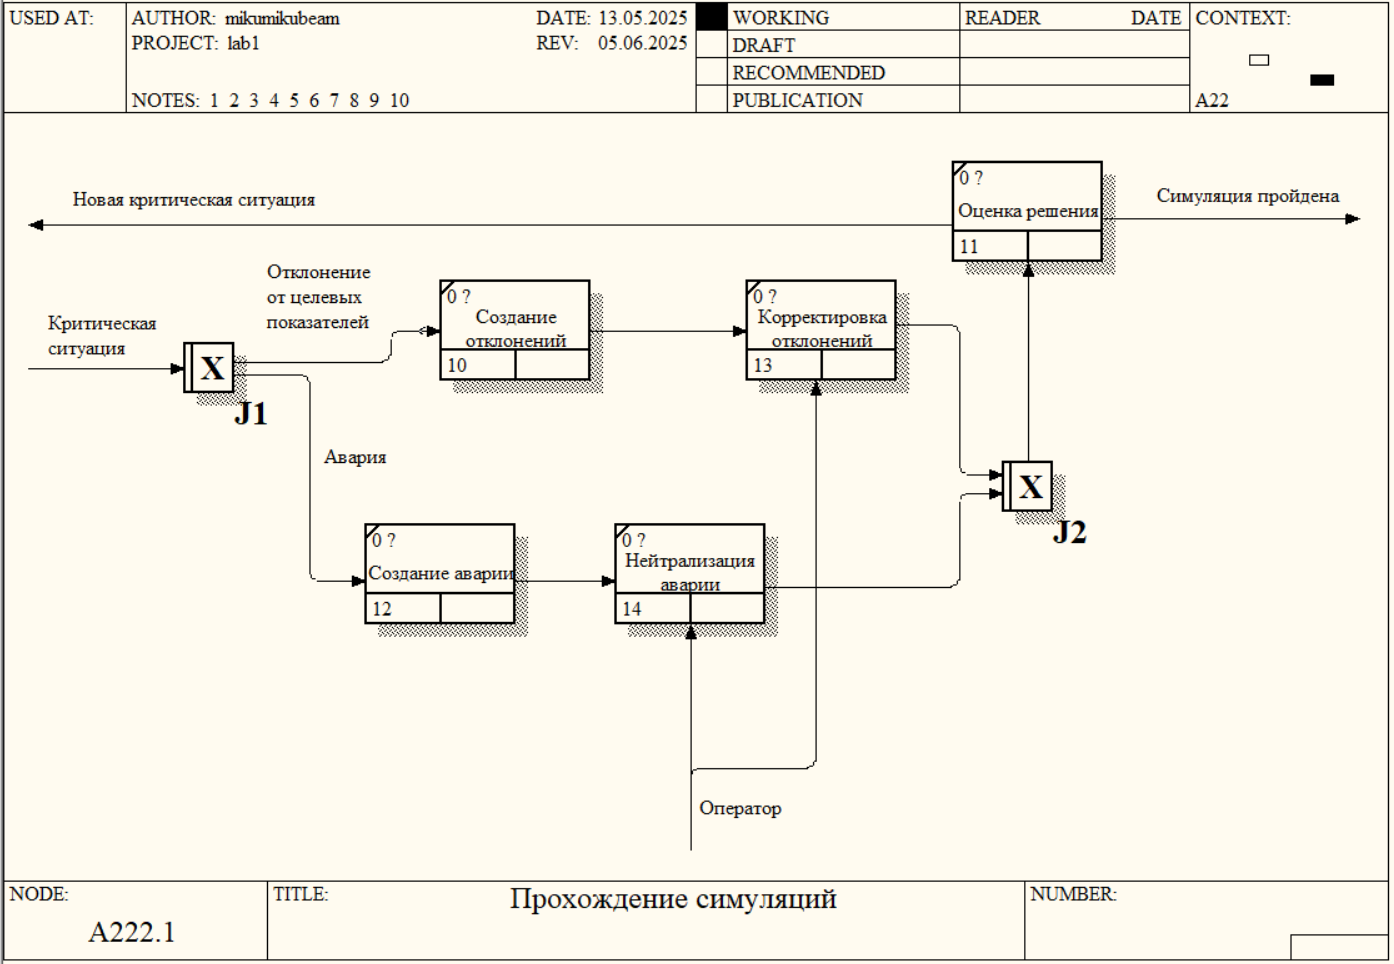 USED AT:
AUTHOR: mikumikubeam
DATE: 13.05.2025
PROJECT: lab1
REV: 05.06.2025
NOTES: 1 2 3 4 5 6 7 8 9 10
WORKING
DRAFT
RECOMMENDED
PUBLICATION
READER
DATE
CONTEXT:
A22
Новая критическая ситуация
0 ?
Оценка решения
11
Симуляция пройдена
Отклонение
от целевых
показателей
Критическая
ситуация
X
J1
0 ?
Создание
отклонений
10
0 ?
Корректировка
отклонений
13
Авария
X
J2
0 ?
Создание аварии
12
0 ?
Нейтрализация
аварии
14
Оператор
NODE:
A222.1
TITLE:
Прохождение симуляций
NUMBER: